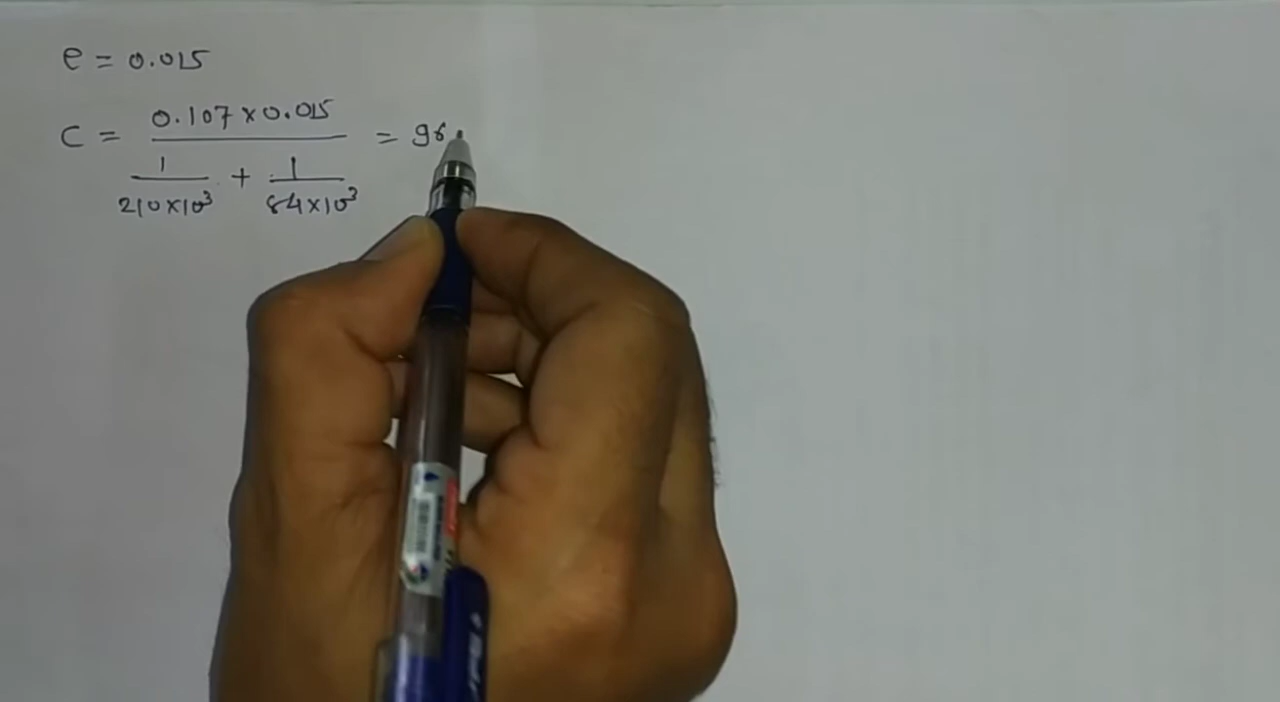 e = 0.015
C = 0.107 × 0.015 / (1 / 210×10³ + 1 / 84×10³) = 96